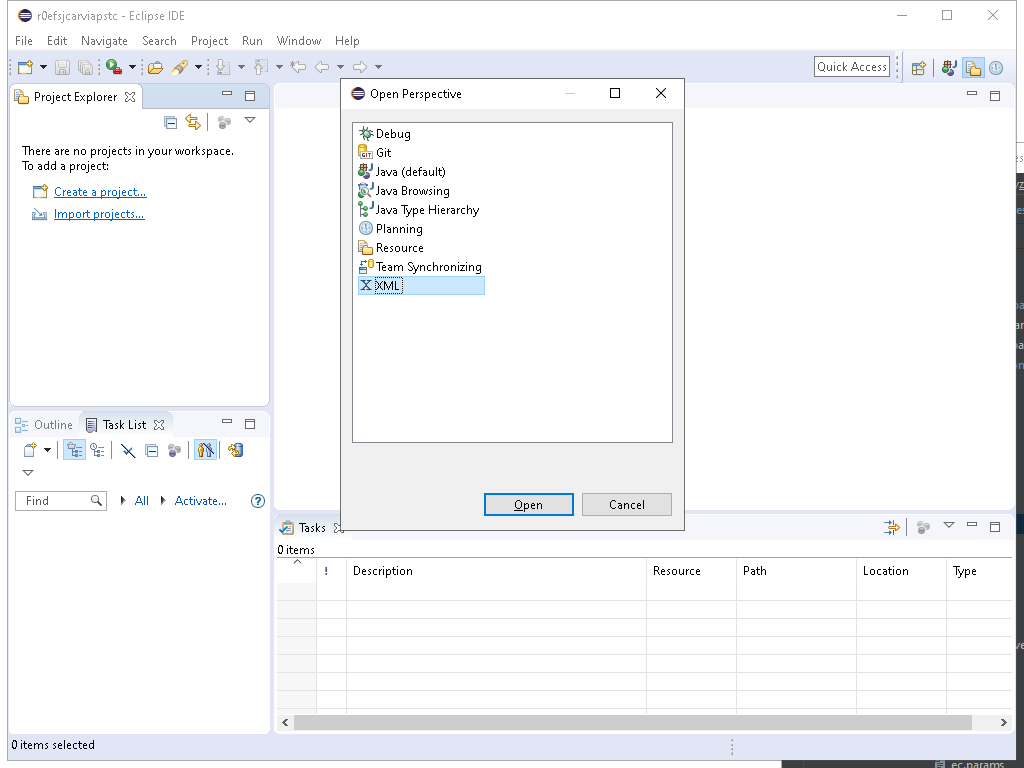 r0efsjcarviapstc - Eclipse IDE
File Edit Navigate Search Project Run Window Help
Quick Access
Project Explorer
There are no projects in your workspace.
To add a project:
Create a project...
Import projects...
Open Perspective
Debug
Git
Java (default)
Java Browsing
Java Type Hierarchy
Planning
Resource
Team Synchronizing
XML
Open Cancel
Outline Task List
Find All Activate...
Tasks
0 items
! Description Resource Path Location Type
0 items selected
ec.params